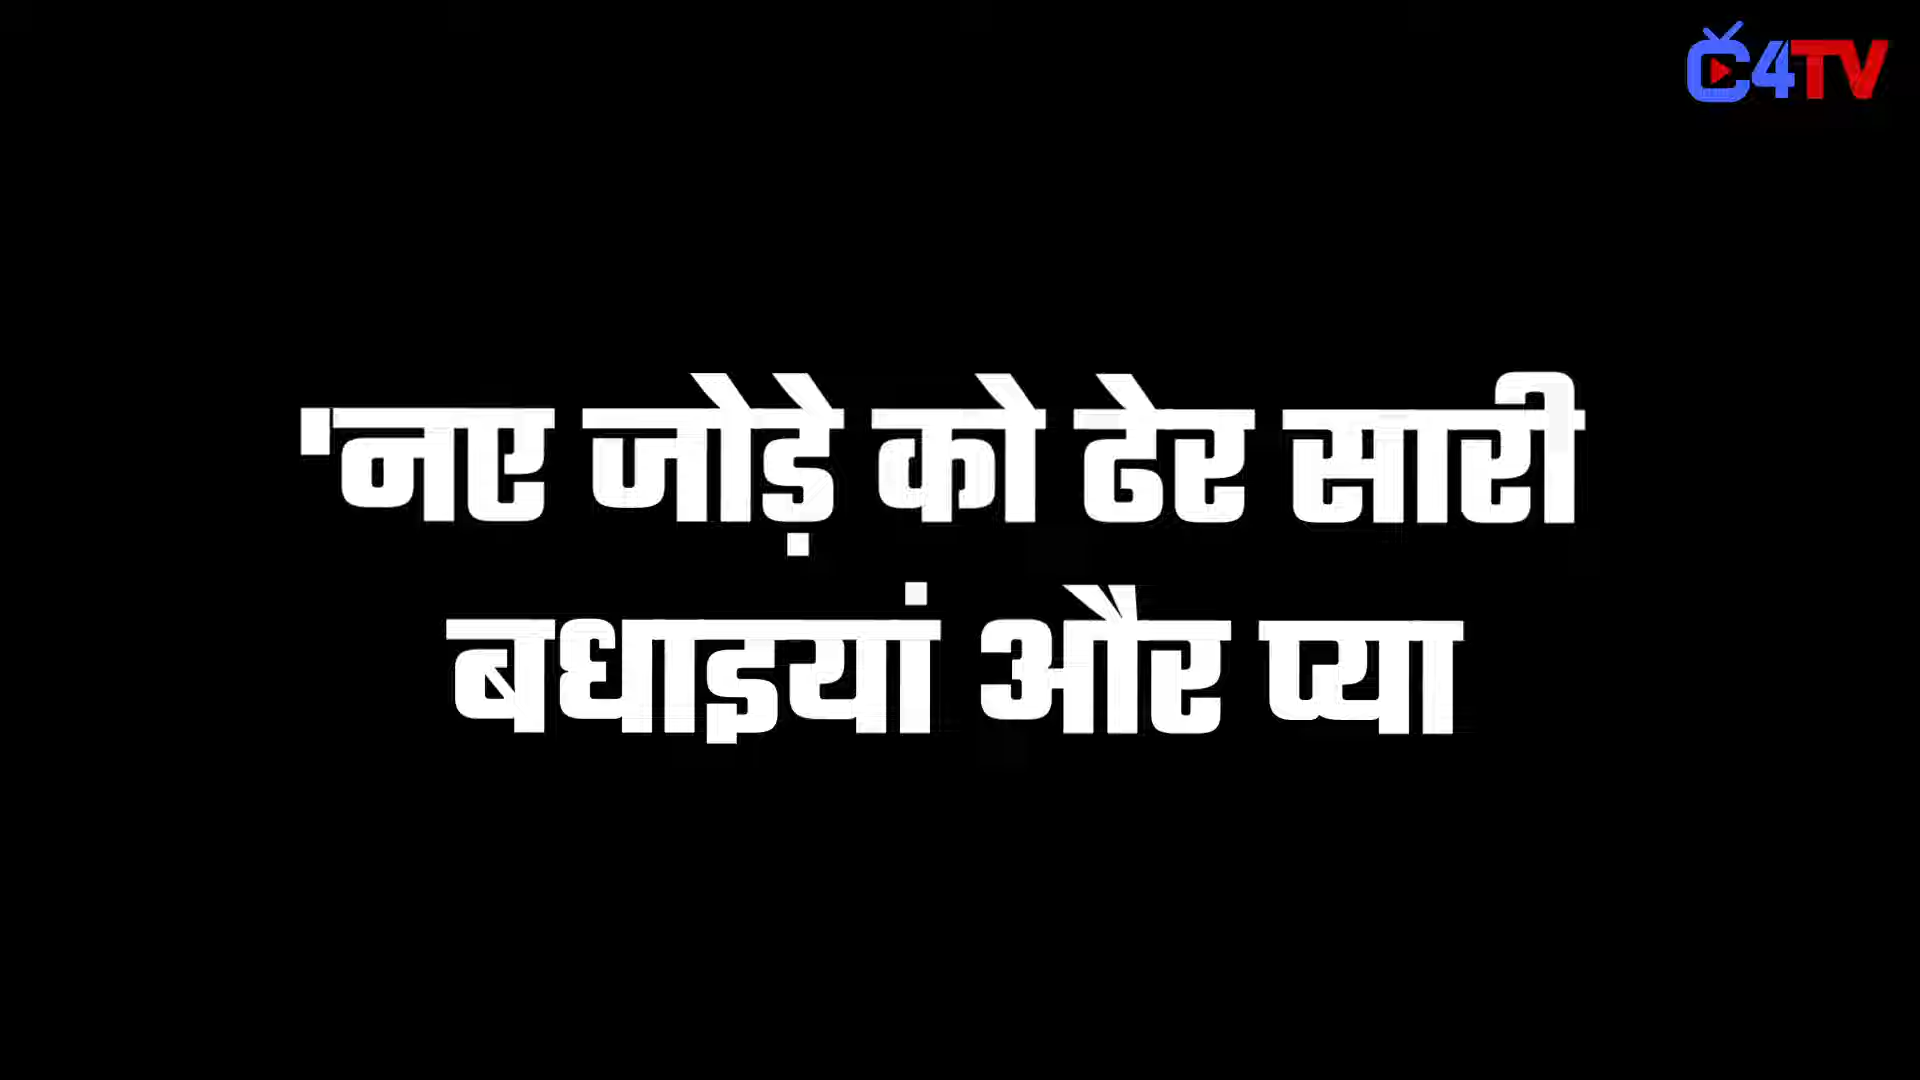 C4TV
'नए जोड़े को ढेर सारी
बधाइयां और प्या